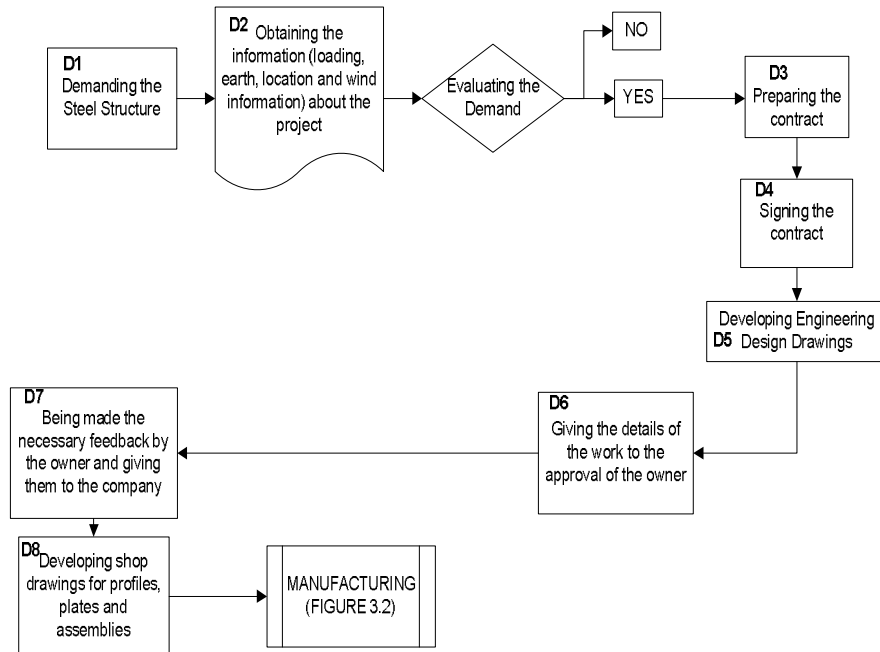 D1
Demanding the
Steel Structure
D2 Obtaining the
information (loading,
earth, location and wind
information) about the
project
Evaluating the
Demand
NO
YES
D3
Preparing the
contract
D4
Signing the
contract
Developing Engineering
D5 Design Drawings
D6
Giving the details of
the work to the
approval of the owner
D7
Being made the
necessary feedback by
the owner and giving
them to the company
D8
Developing shop
drawings for profiles,
plates and
assemblies
MANUFACTURING
(FIGURE 3.2)